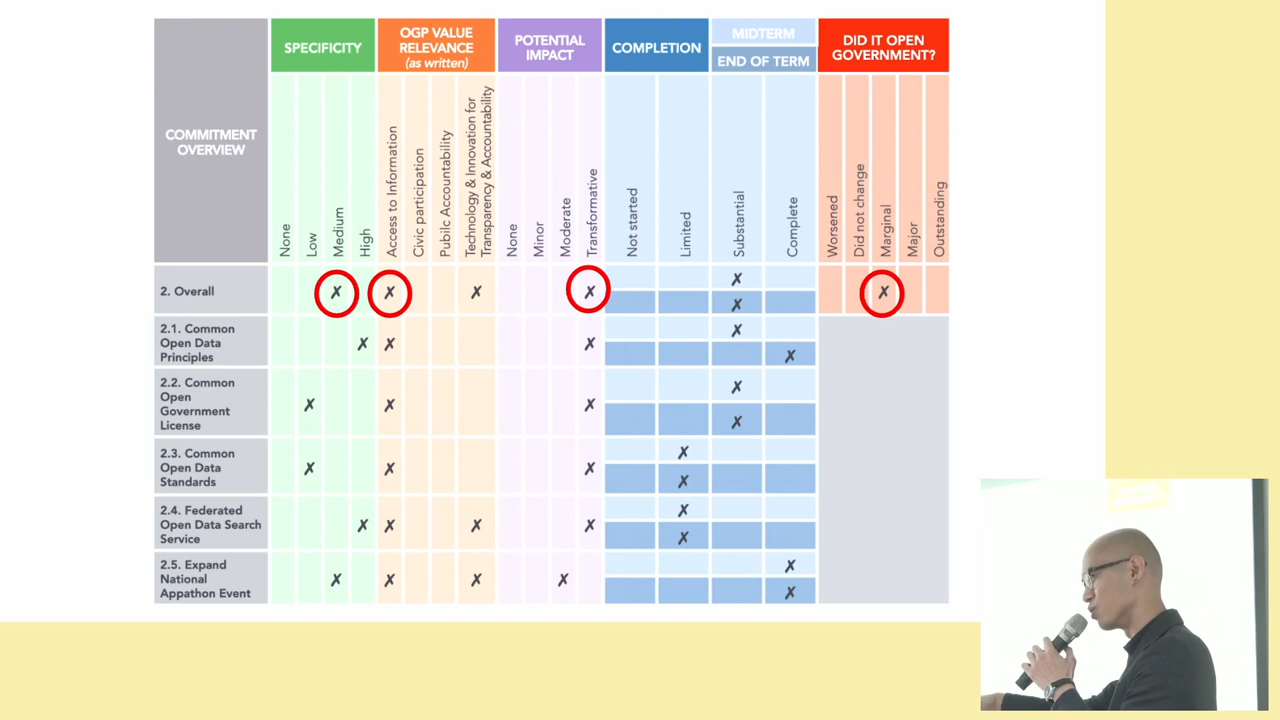 SPECIFICITY
OGP VALUE
RELEVANCE
(as written)
POTENTIAL
IMPACT
COMPLETION
MIDTERM
END OF TERM
DID IT OPEN
GOVERNMENT?
COMMITMENT
OVERVIEW
None
Low
Medium
High
Access to Information
Civic participation
Pubilc Accountability
Technology & Innovation for
Transparency & Accountability
None
Minor
Moderate
Transformative
Not started
Limited
Substantial
Complete
Worsened
Did not change
Marginal
Major
Outstanding
2. Overall
✗ ✗ ✗ ✗ ✗ ✗
✗
2.1. Common
Open Data
Principles
✗ ✗ ✗ ✗
✗
2.2. Common
Open
Government
License
✗ ✗ ✗ ✗
✗
2.3. Common
Open Data
Standards
✗ ✗ ✗ ✗
✗
2.4. Federated
Open Data Search
Service
✗ ✗ ✗ ✗ ✗
✗
2.5. Expand
National
Appathon Event
✗ ✗ ✗ ✗ ✗
✗